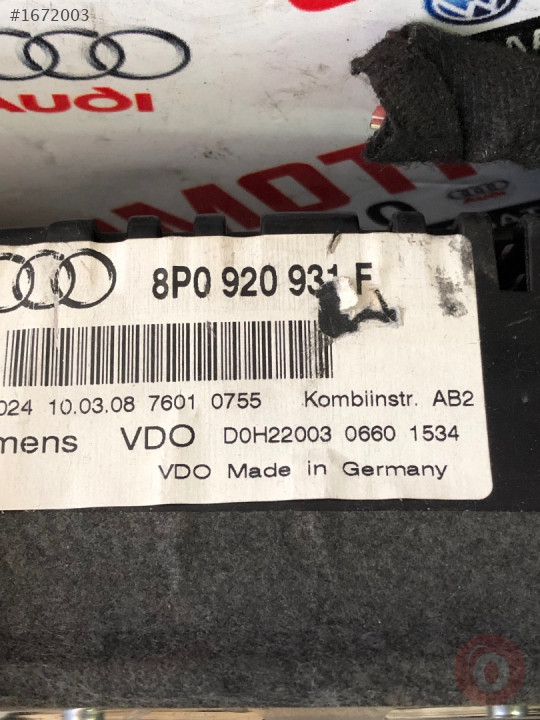 #1672003
Audi
8P0 920 931
024 10.03.08 7601 0755 Kombiinstr. AB2
mens VDO D0H22003 0660 1534
VDO Made in Germany